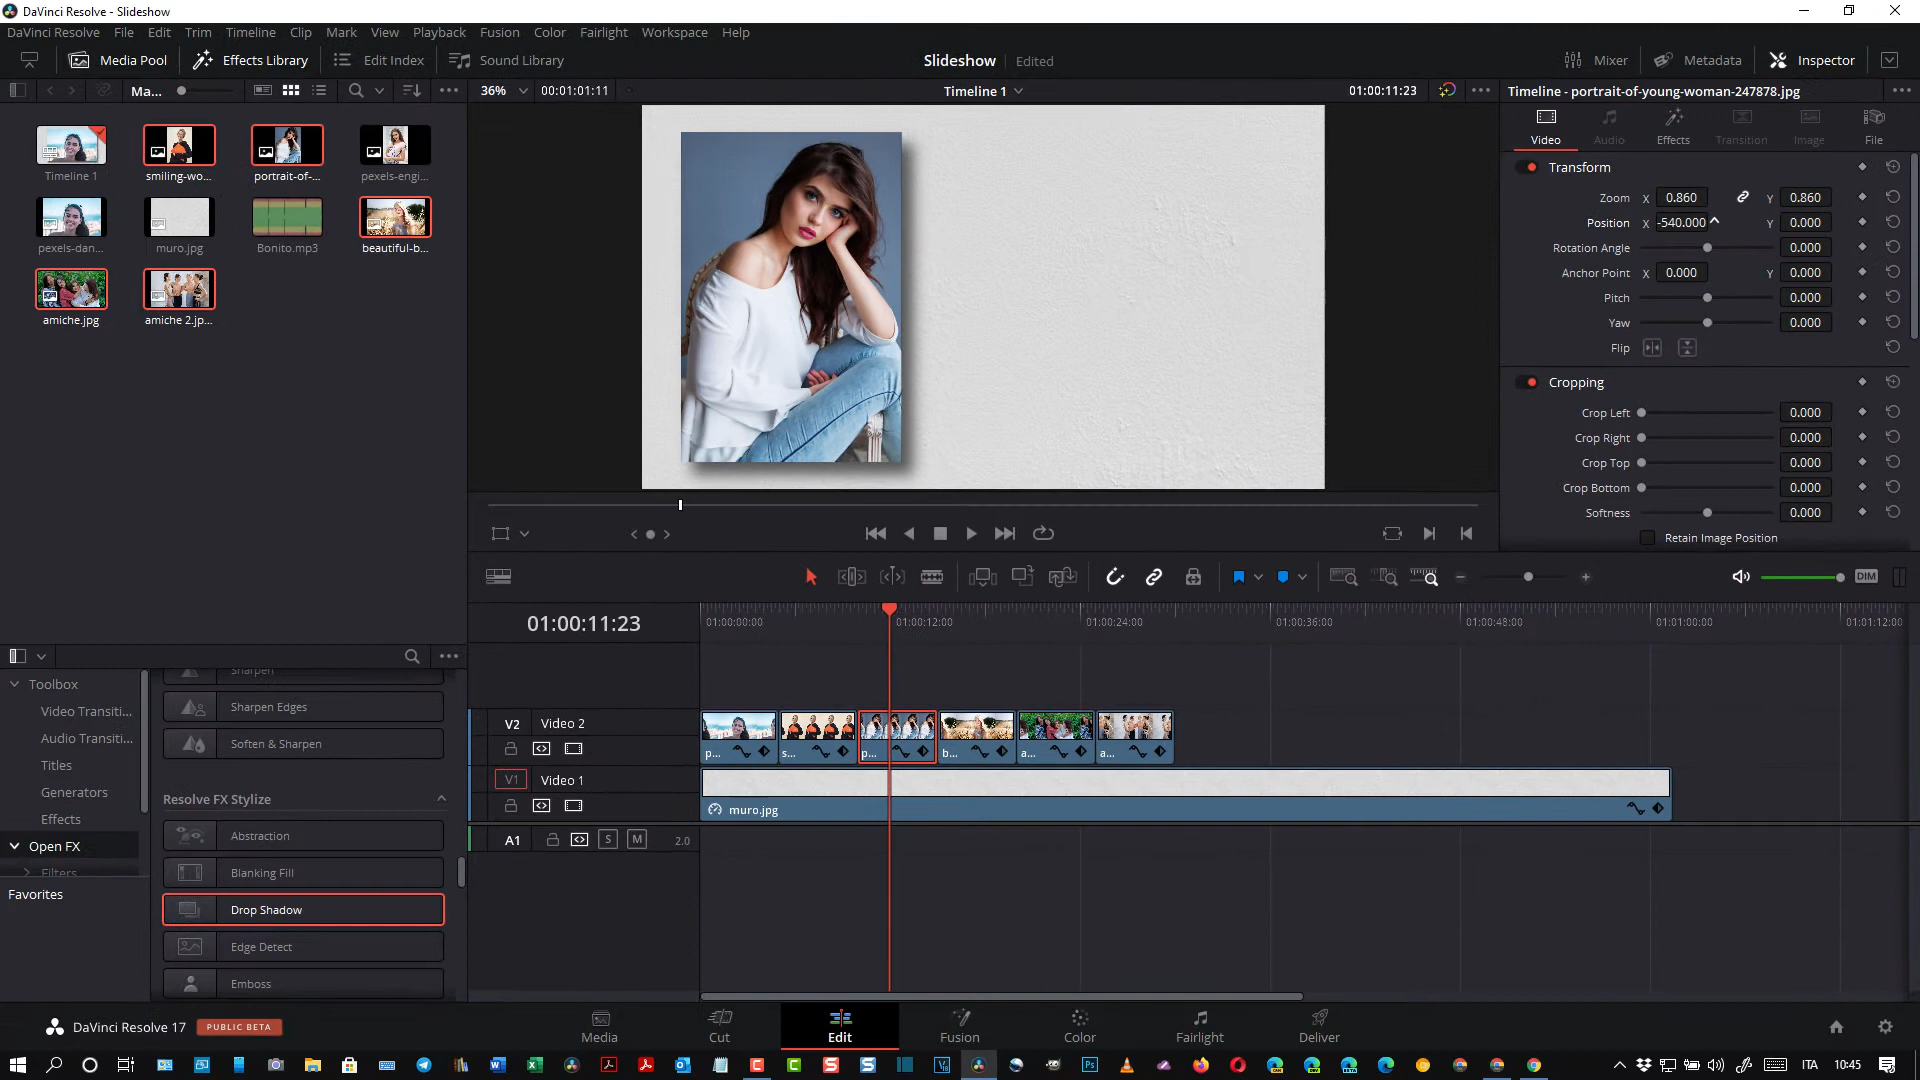 DaVinci Resolve - Slideshow
DaVinci Resolve File Edit Trim Timeline Clip Mark View Playback Fusion Color Fairlight Workspace Help
Media Pool Effects Library Edit Index Sound Library Slideshow Edited Mixer Metadata Inspector
Ma... 36% 00:01:01:11 Timeline 1 01:00:11:23 Timeline - portrait-of-young-woman-247878.jpg
Video Audio Effects Transition Image File
Timeline 1 smiling-wo... portrait-of-... pexels-engi...
pexels-dan... muro.jpg Bonito.mp3 beautiful-b...
amiche.jpg amiche 2.jp...
Transform
Zoom X 0.860 Y 0.860
Position X -540.000 Y 0.000
Rotation Angle 0.000
Anchor Point X 0.000 Y 0.000
Pitch 0.000
Yaw 0.000
Flip
Cropping
Crop Left 0.000
Crop Right 0.000
Crop Top 0.000
Crop Bottom 0.000
Softness 0.000
Retain Image Position
DIM
01:00:11:23
01:00:00:00 01:00:12:00 01:00:24:00 01:00:36:00 01:00:48:00 01:01:00:00 01:01:12:00
Toolbox
Video Transiti...
Audio Transiti...
Titles
Generators
Effects
Open FX
Filters
Favorites
Sharpen
Sharpen Edges
Soften & Sharpen
Resolve FX Stylize
Abstraction
Blanking Fill
Drop Shadow
Edge Detect
Emboss
V2 Video 2
p... s... p... b... a... a...
V1 Video 1
muro.jpg
A1 S M 2.0
DaVinci Resolve 17 PUBLIC BETA
Media Cut Edit Fusion Color Fairlight Deliver
ITA 10:45